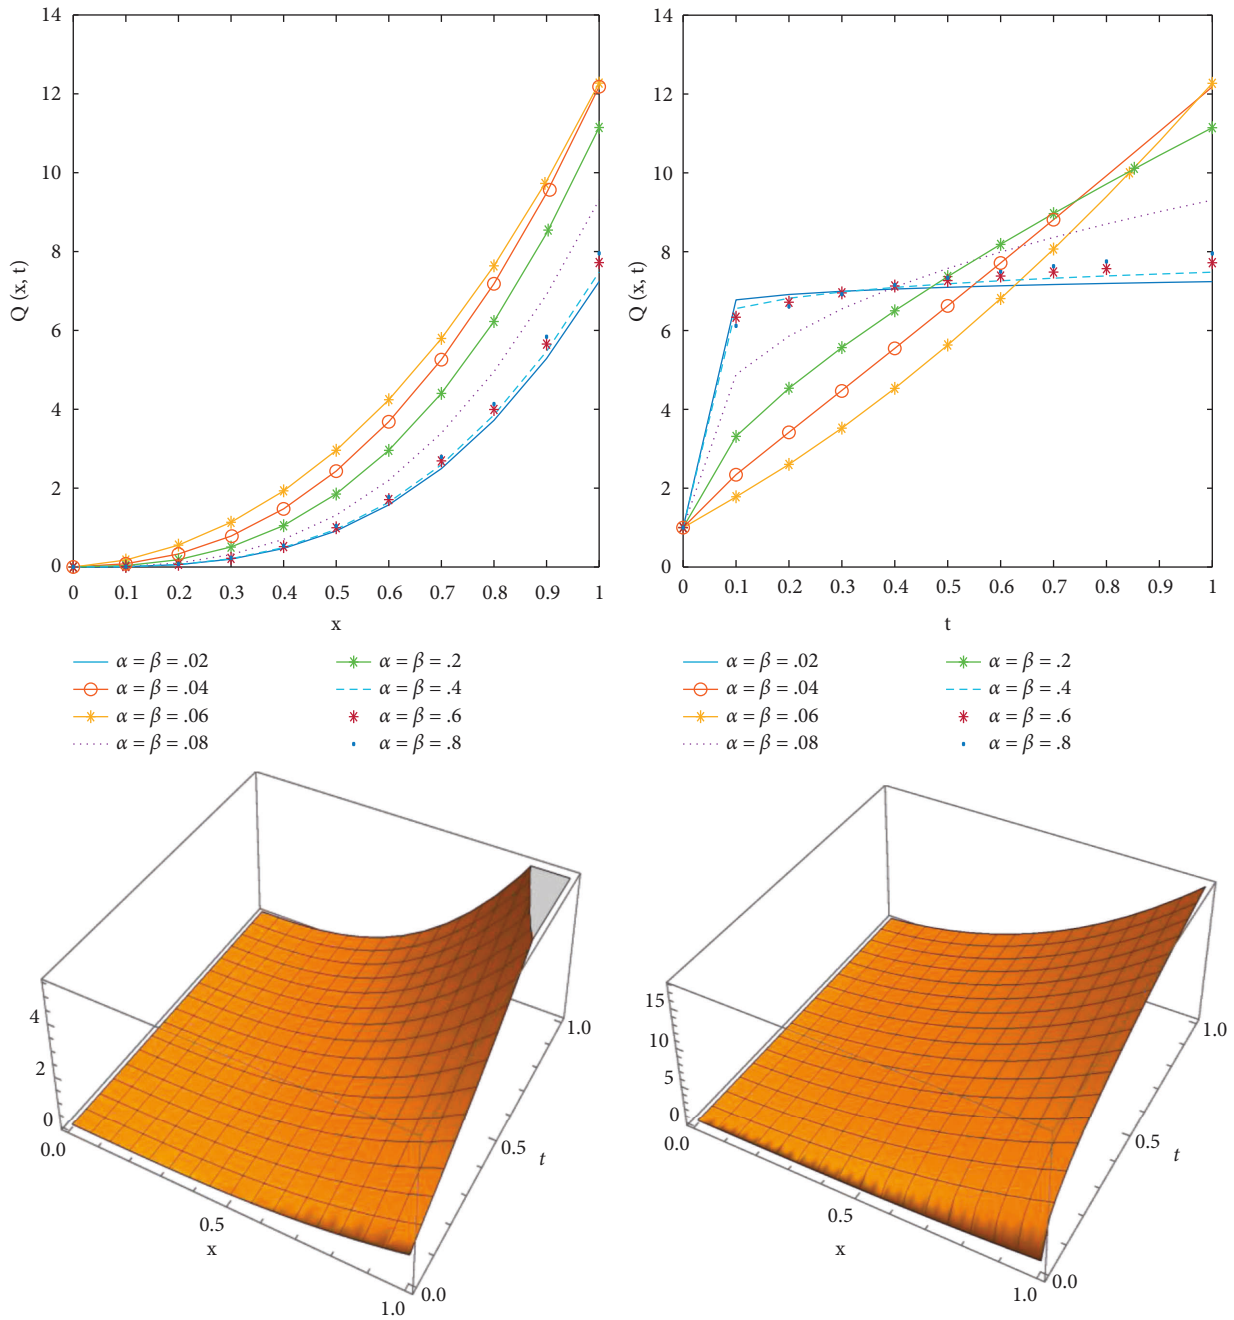 14
12
10
8
6
4
2
0
Q (x, t)
0 0.1 0.2 0.3 0.4 0.5 0.6 0.7 0.8 0.9 1
x
α = β = .02
α = β = .04
α = β = .06
α = β = .08
α = β = .2
α = β = .4
α = β = .6
α = β = .8
14
12
10
8
6
4
2
0
Q (x, t)
0 0.1 0.2 0.3 0.4 0.5 0.6 0.7 0.8 0.9 1
t
α = β = .02
α = β = .04
α = β = .06
α = β = .08
α = β = .2
α = β = .4
α = β = .6
α = β = .8
4
2
0
0.0
0.5
x
1.0
0.0
0.5
t
1.0
15
10
5
0
0.0
0.5
x
1.0
0.0
0.5
t
1.0